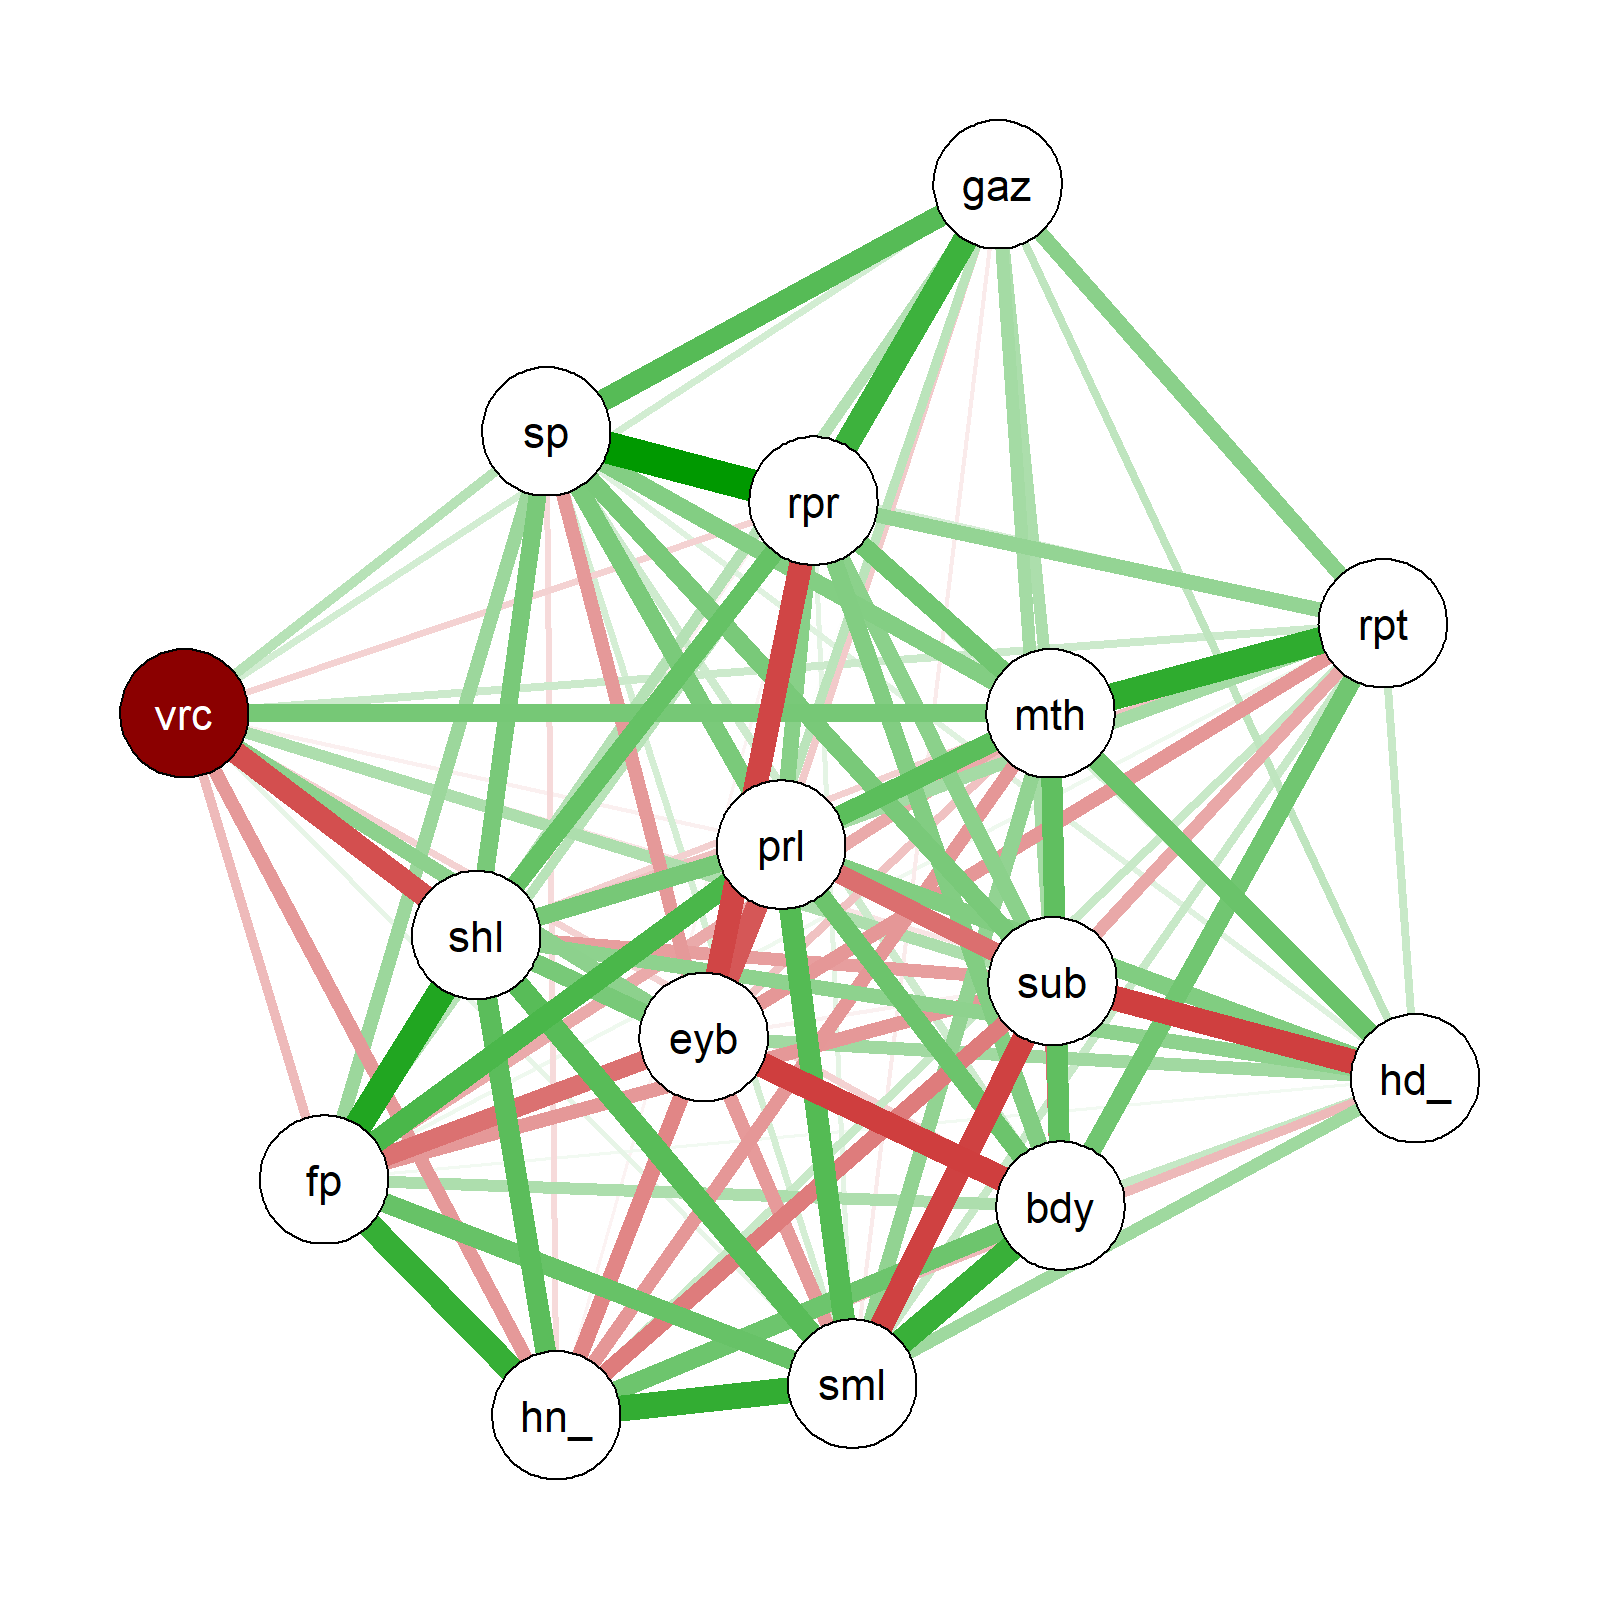 gaz
sp
rpr
rpt
vrc
mth
prl
shl
sub
eyb
hd_
fp
bdy
sml
hn_